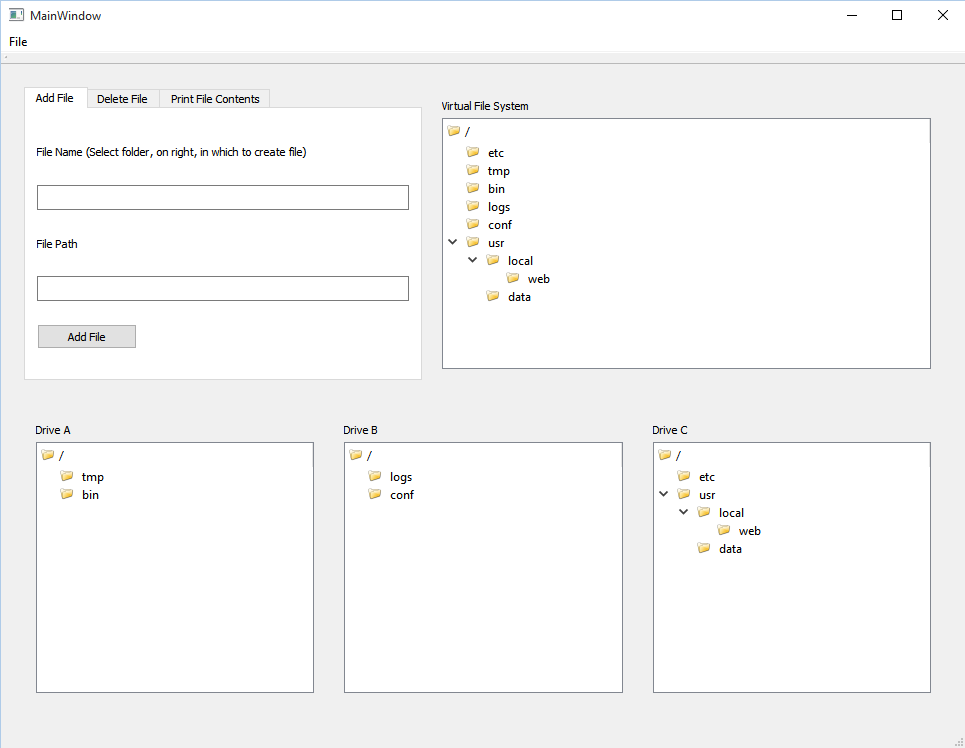 MainWindow
File
Add File Delete File Print File Contents
File Name (Select folder, on right, in which to create file)
File Path
Add File
Virtual File System
/
etc
tmp
bin
logs
conf
usr
local
web
data
Drive A
/
tmp
bin
Drive B
/
logs
conf
Drive C
/
etc
usr
local
web
data